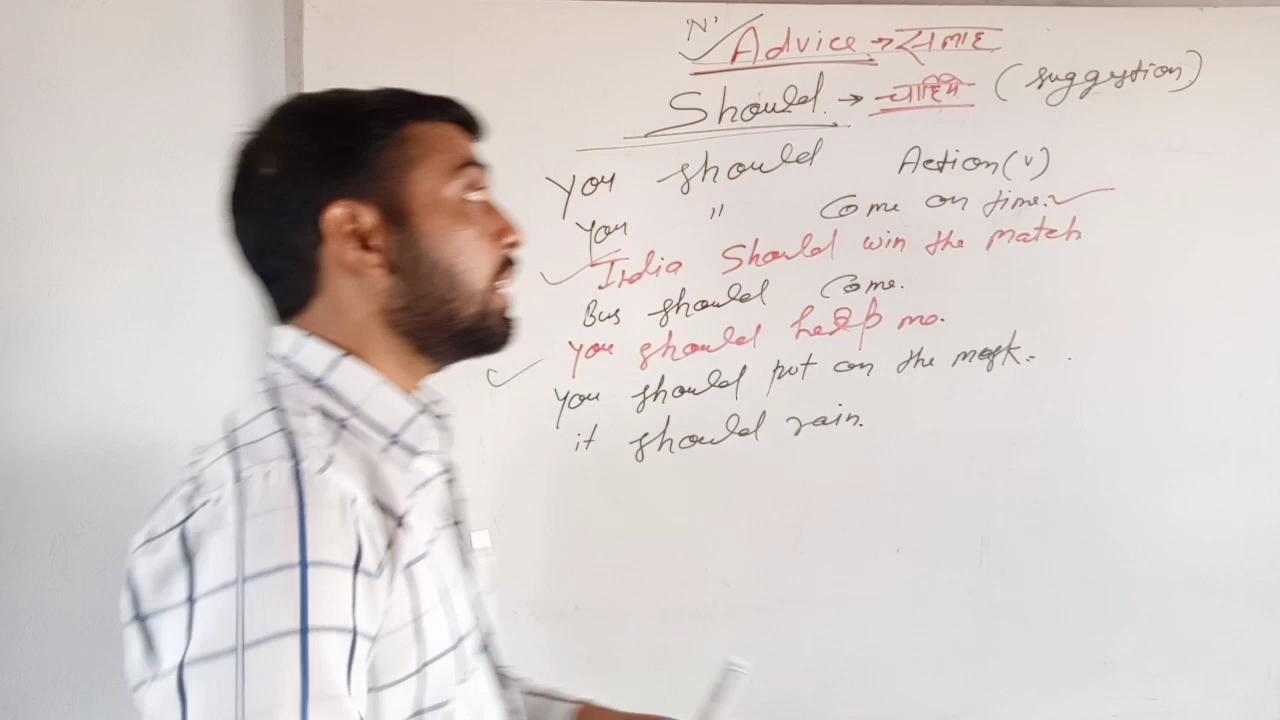 'N'
Advice → सलाह
Should → चाहिये (suggestion)
You should Action(v)
You " Come on time.
India Should win the Match
Bus should Come.
You should help me.
You should put on the mask.
it should rain.